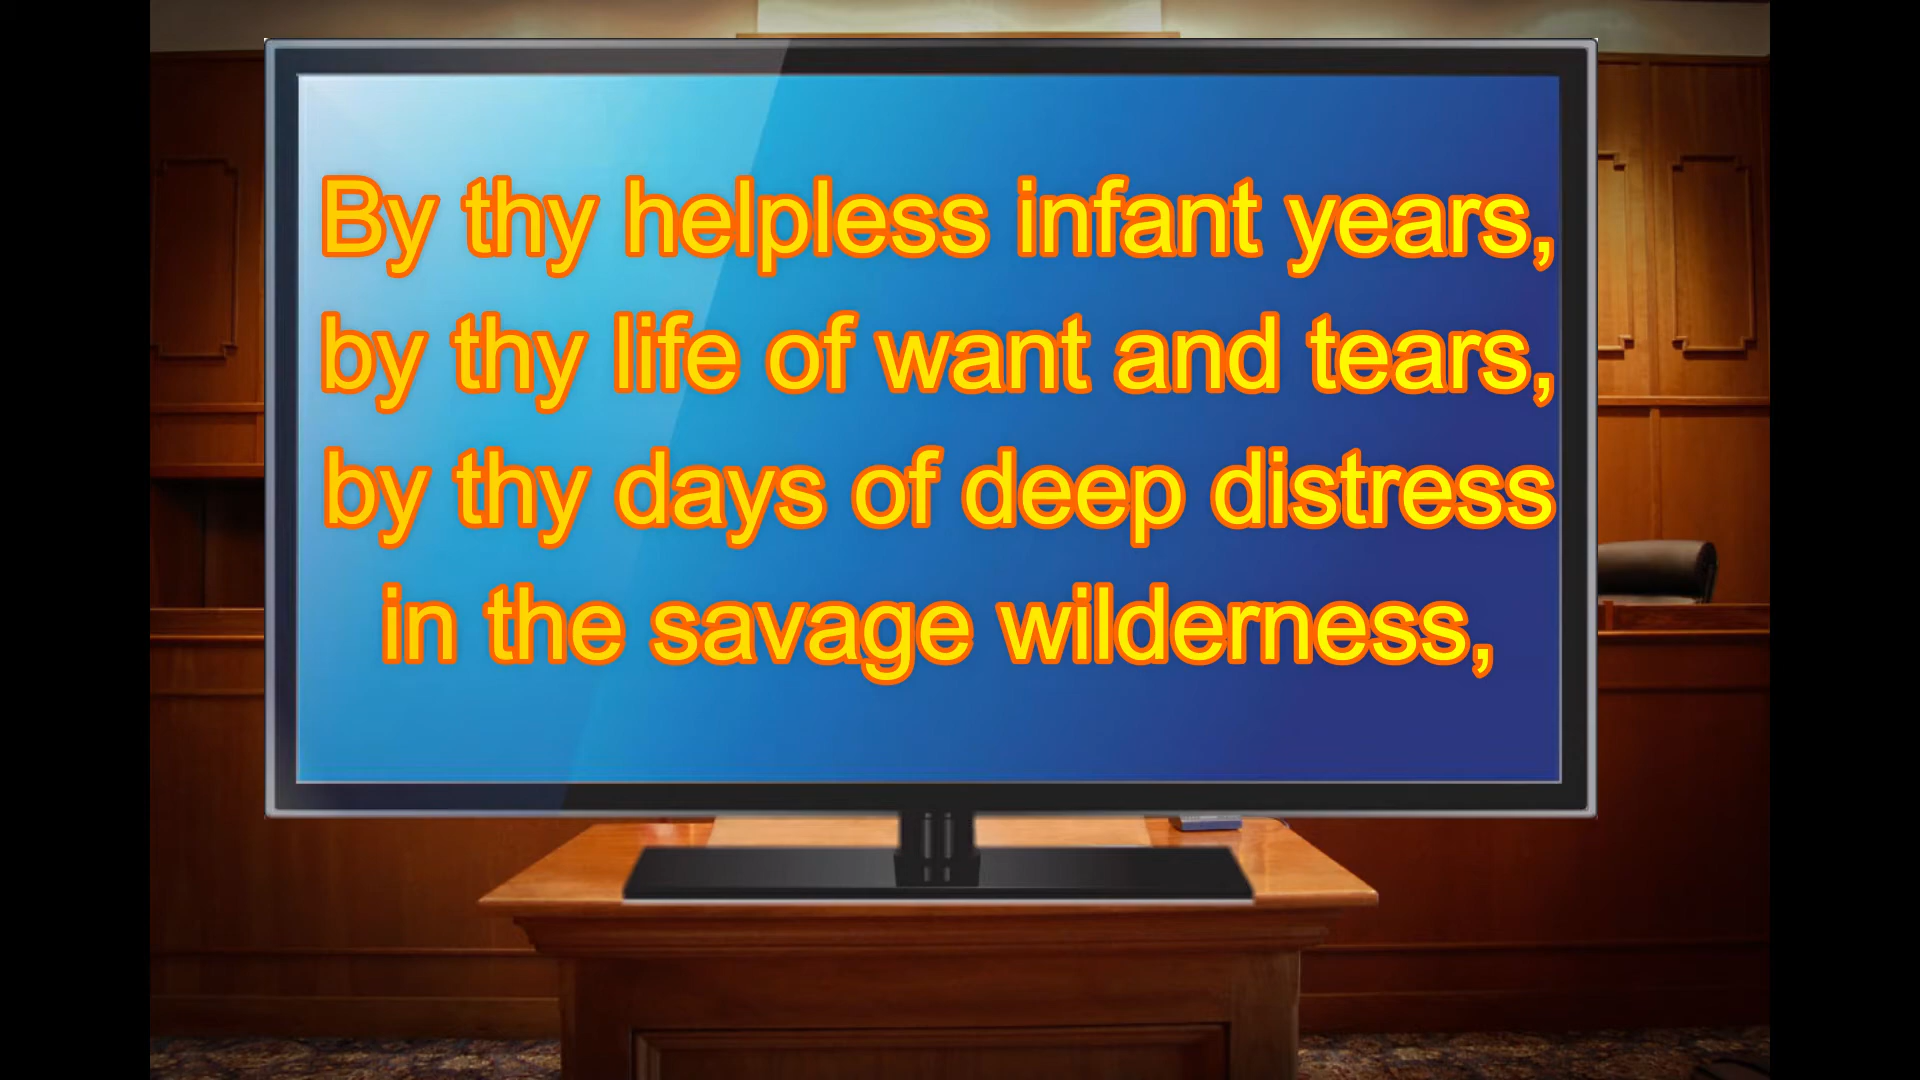 By thy helpless infant years,
by thy life of want and tears,
by thy days of deep distress
in the savage wilderness,